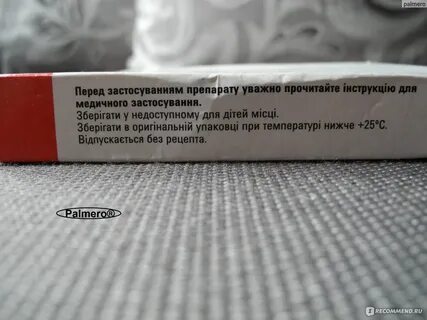 palmero
Перед застосуванням препарату уважно прочитайте інструкцію для
медичного застосування.
Зберігати у недоступному для дітей місці.
Зберігати в оригінальній упаковці при температурі нижче +25°С.
Відпускається без рецепта.
Palmero®
IRECOMMEND.RU